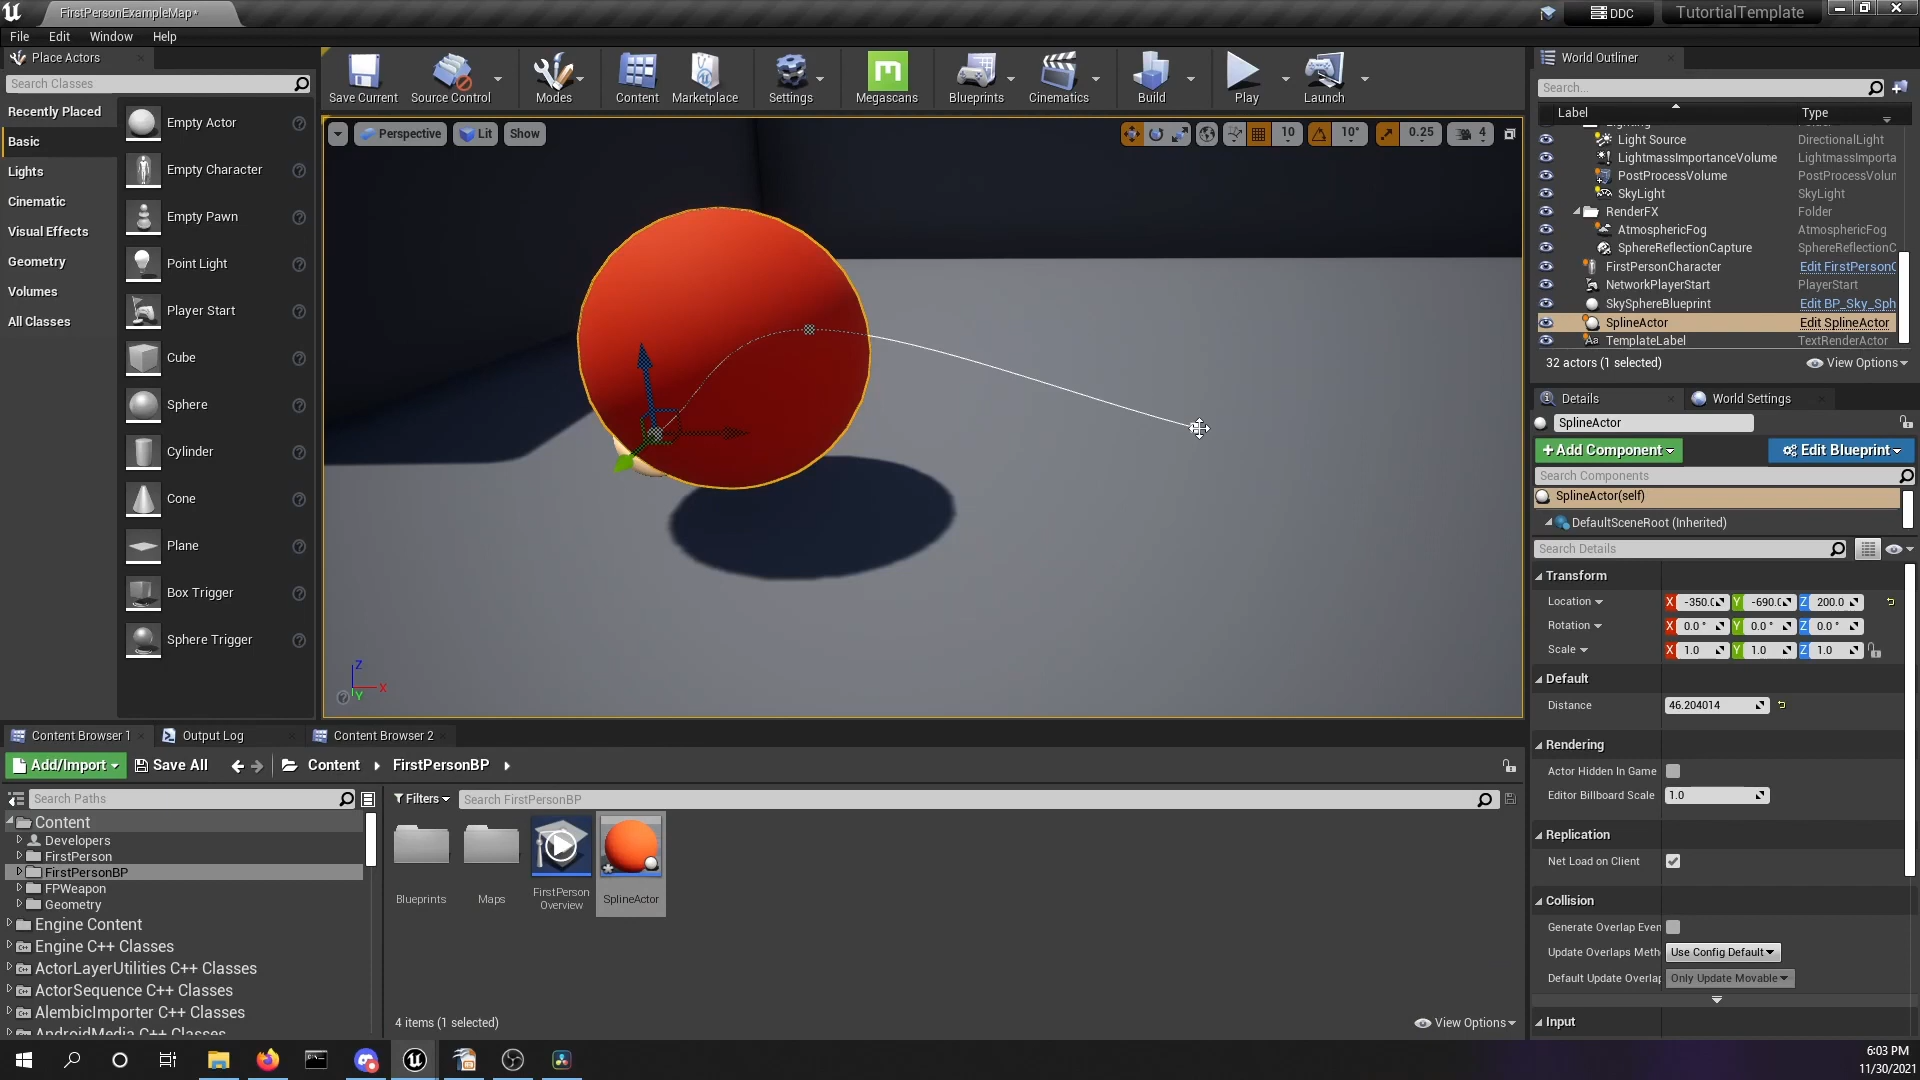 FirstPersonExampleMap*
DDC
TutortialTemplate
File
Edit
Window
Help
Place Actors
Search Classes
Recently Placed
Basic
Lights
Cinematic
Visual Effects
Geometry
Volumes
All Classes
Empty Actor
Empty Character
Empty Pawn
Point Light
Player Start
Cube
Sphere
Cylinder
Cone
Plane
Box Trigger
Sphere Trigger
Save Current
Source Control
Modes
Content
Marketplace
Settings
Megascans
Blueprints
Cinematics
Build
Play
Launch
Perspective
Lit
Show
10
10°
0.25
4
Z
X
Y
World Outliner
Search...
Label
Type
Light Source
DirectionalLight
LightmassImportanceVolume
LightmassImporta
PostProcessVolume
PostProcessVolun
SkyLight
SkyLight
RenderFX
Folder
AtmosphericFog
AtmosphericFog
SphereReflectionCapture
SphereReflectionC
FirstPersonCharacter
Edit FirstPersonC
NetworkPlayerStart
PlayerStart
SkySphereBlueprint
Edit BP_Sky_Sph
SplineActor
Edit SplineActor
TemplateLabel
TextRenderActor
32 actors (1 selected)
View Options
Details
World Settings
SplineActor
+Add Component
Edit Blueprint
Search Components
SplineActor(self)
DefaultSceneRoot (Inherited)
Search Details
Transform
Location
X -350.0 Y -690.0 Z 200.0
Rotation
X 0.0 ° Y 0.0 ° Z 0.0 °
Scale
X 1.0 Y 1.0 Z 1.0
Default
Distance
46.204014
Rendering
Actor Hidden In Game
Editor Billboard Scale
1.0
Replication
Net Load on Client
Collision
Generate Overlap Even
Update Overlaps Meth
Use Config Default
Default Update Overlap
Only Update Movable
Input
Content Browser 1
Output Log
Content Browser 2
Add/Import
Save All
Content
FirstPersonBP
Search Paths
Filters
Search FirstPersonBP
Content
Developers
FirstPerson
FirstPersonBP
FPWeapon
Geometry
Engine Content
Engine C++ Classes
ActorLayerUtilities C++ Classes
ActorSequence C++ Classes
AlembicImporter C++ Classes
AndroidMedia C++ Classes
Blueprints
Maps
FirstPerson
Overview
SplineActor
4 items (1 selected)
View Options
6:03 PM
11/30/2021